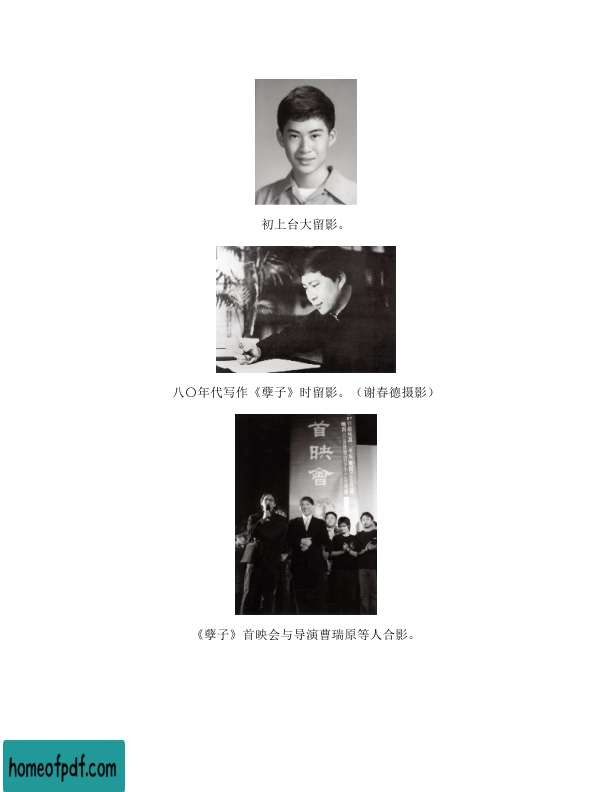 初上台大留影。
八〇年代写作《孽子》时留影。（谢春德摄影）
首映會
《孽子》首映会与导演曹瑞原等人合影。
homeofpdf.com